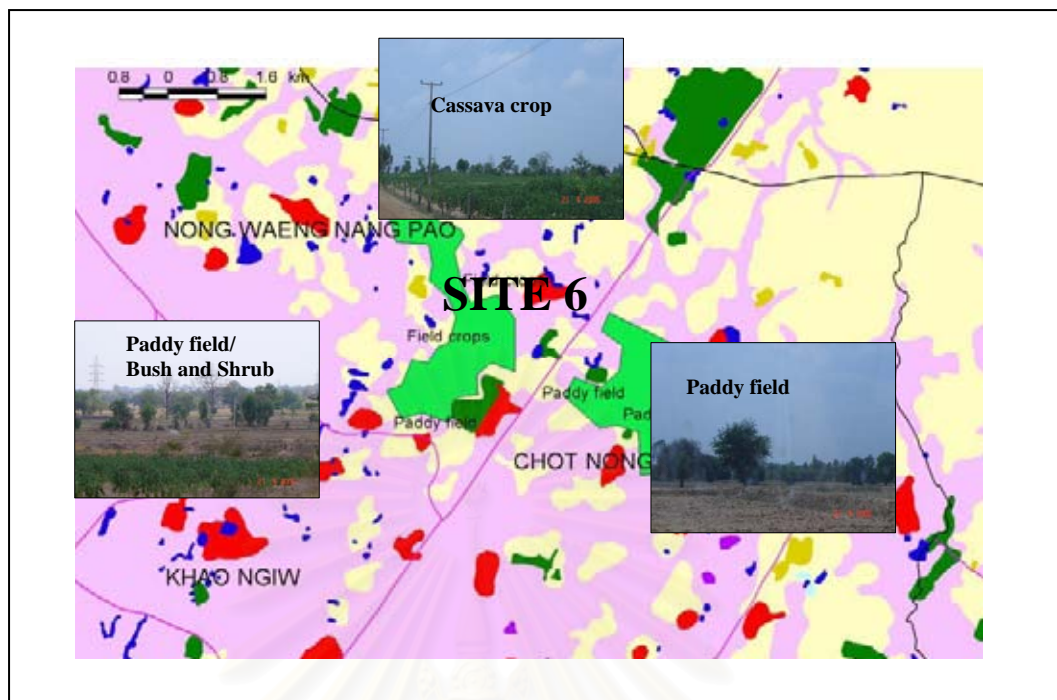 0.8 0 0.8 1.6 km
Cassava crop
NONG WAENG NANG PAO
SITE 6
Field crops
Paddy field/
Bush and Shrub
Paddy field
Paddy field
Paddy field
CHOT NONG
KHAO NGIW